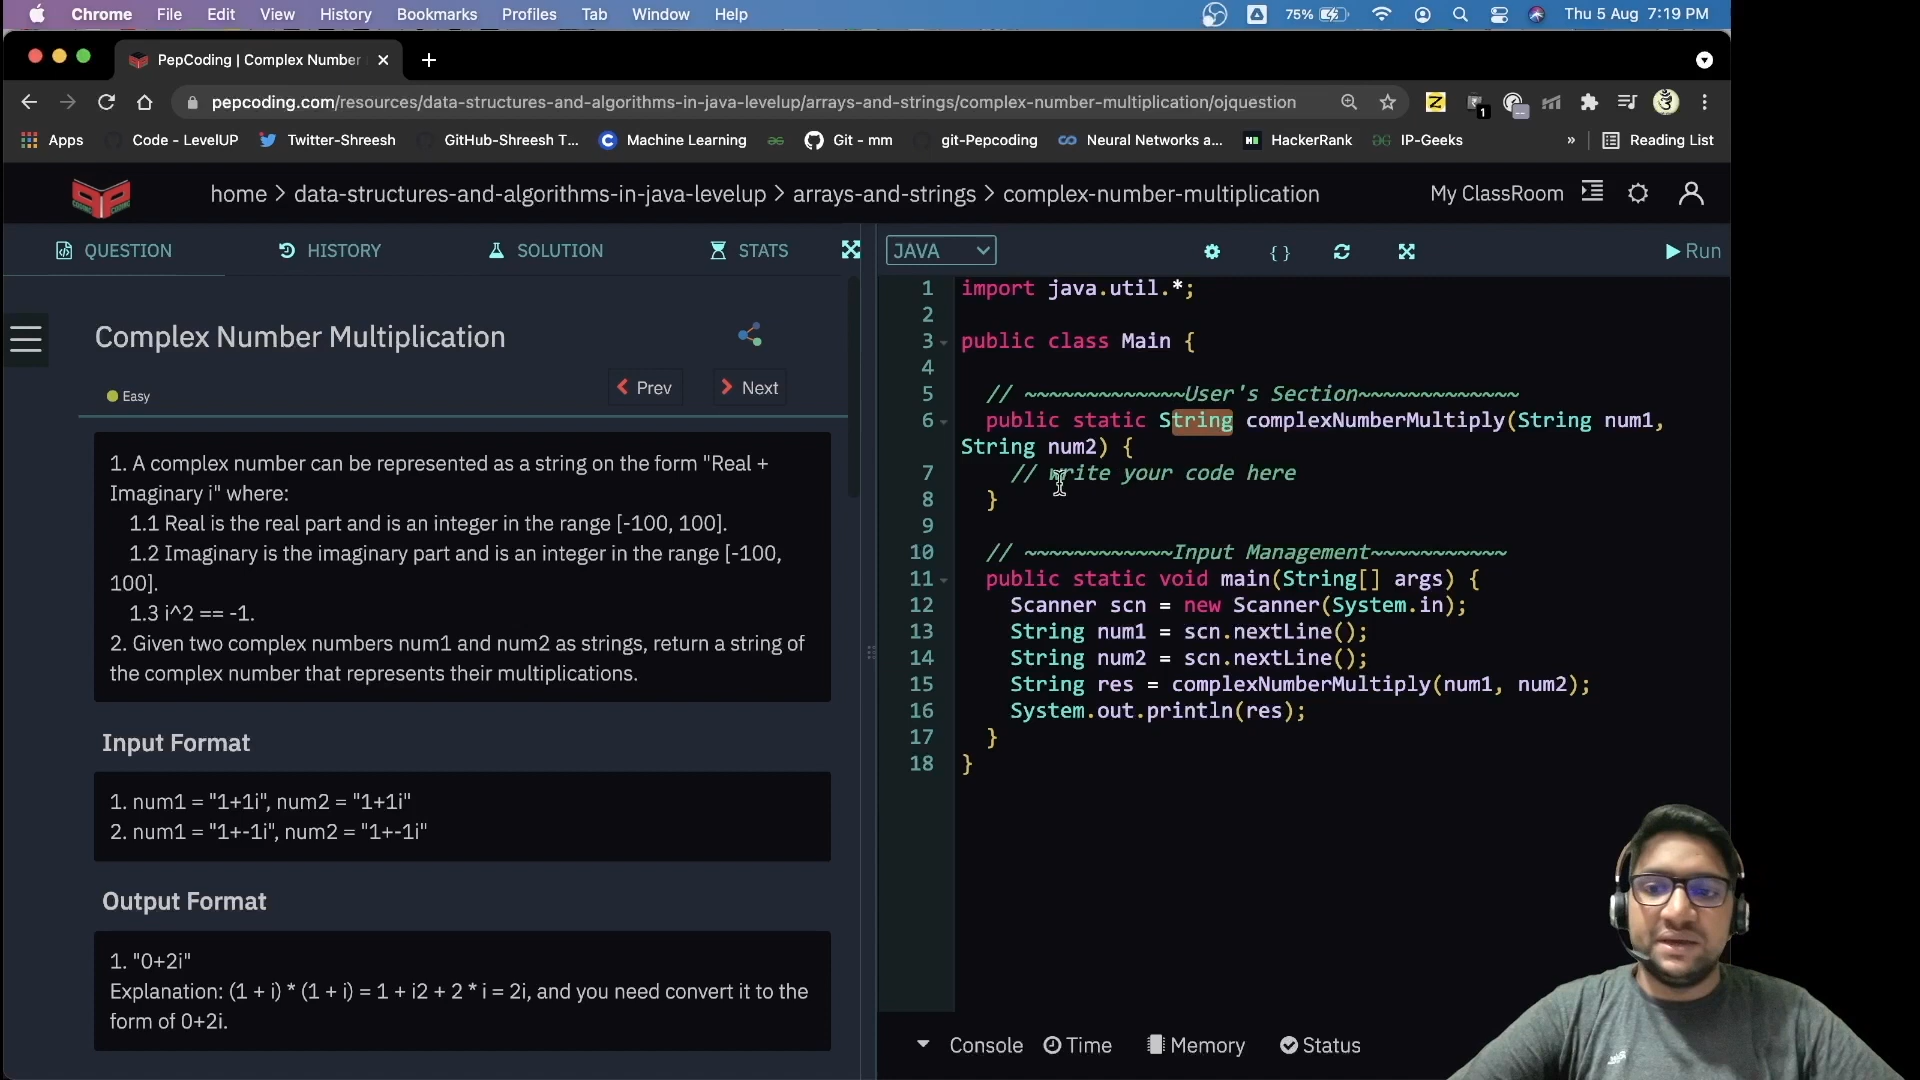 Chrome File Edit View History Bookmarks Profiles Tab Window Help 75% Thu 5 Aug 7:19 PM
PepCoding | Complex Number
pepcoding.com/resources/data-structures-and-algorithms-in-java-levelup/arrays-and-strings/complex-number-multiplication/ojquestion
Apps Code - LevelUP Twitter-Shreesh GitHub-Shreesh T... Machine Learning Git - mm git-Pepcoding Neural Networks a... HackerRank IP-Geeks » Reading List
home > data-structures-and-algorithms-in-java-levelup > arrays-and-strings > complex-number-multiplication My ClassRoom
QUESTION HISTORY SOLUTION STATS
JAVA { } Run
Complex Number Multiplication
Easy
Prev Next
1. A complex number can be represented as a string on the form "Real +
Imaginary i" where:
1.1 Real is the real part and is an integer in the range [-100, 100].
1.2 Imaginary is the imaginary part and is an integer in the range [-100,
100].
1.3 i^2 == -1.
2. Given two complex numbers num1 and num2 as strings, return a string of
the complex number that represents their multiplications.
Input Format
1. num1 = "1+1i", num2 = "1+1i"
2. num1 = "1+-1i", num2 = "1+-1i"
Output Format
1. "0+2i"
Explanation: (1 + i) * (1 + i) = 1 + i2 + 2 * i = 2i, and you need convert it to the
form of 0+2i.
1 import java.util.*;
2
3 public class Main {
4
5 // ~~~~~~~~~~~~~User's Section~~~~~~~~~~~~~
6 public static String complexNumberMultiply(String num1,
String num2) {
7 // write your code here
8 }
9
10 // ~~~~~~~~~~~~Input Management~~~~~~~~~~~
11 public static void main(String[] args) {
12 Scanner scn = new Scanner(System.in);
13 String num1 = scn.nextLine();
14 String num2 = scn.nextLine();
15 String res = complexNumberMultiply(num1, num2);
16 System.out.println(res);
17 }
18 }
Console Time Memory Status